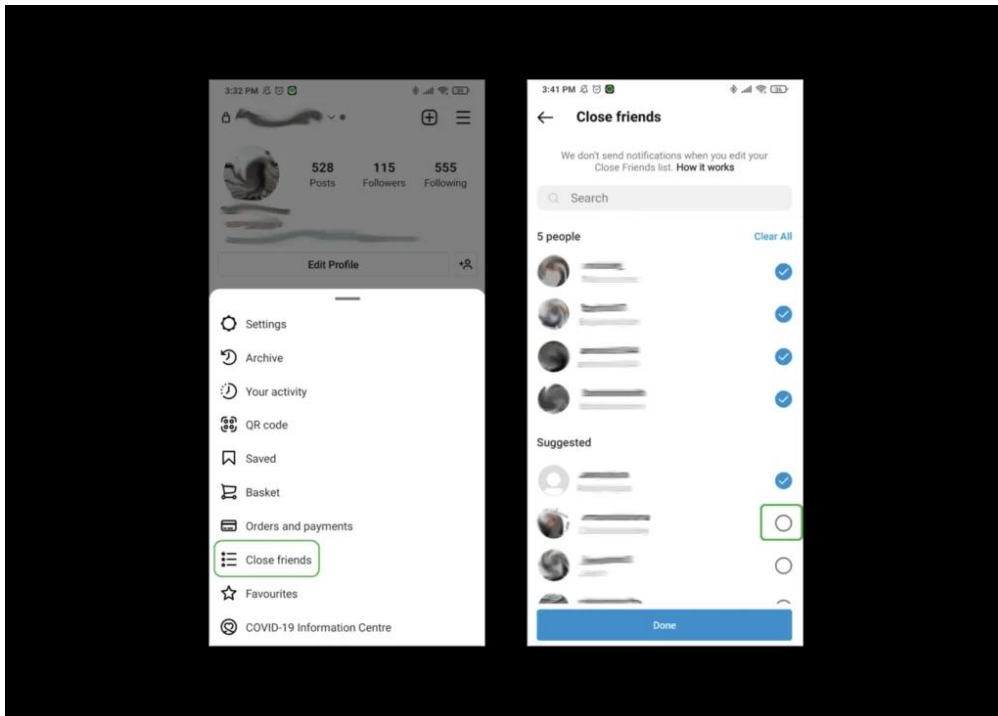 3:32 PM
528 115 555
Posts Followers Following
Edit Profile
Settings
Archive
Your activity
QR code
Saved
Basket
Orders and payments
Close friends
Favourites
COVID-19 Information Centre
3:41 PM
Close friends
We don't send notifications when you edit your
Close Friends list. How it works
Search
5 people Clear All
Suggested
Done